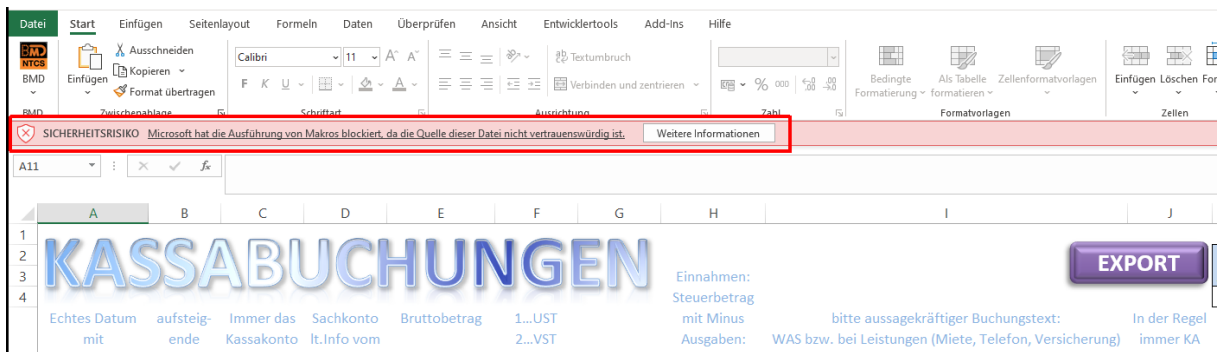 Datei Start Einfügen Seitenlayout Formeln Daten Überprüfen Ansicht Entwicklertools Add-Ins Hilfe
BMD NTCS
BMD
Einfügen
Ausschneiden
Kopieren
Format übertragen
Calibri 11 A A
F K U A
Textumbruch
Verbinden und zentrieren
% 000
Bedingte Formatierung
Als Tabelle formatieren
Zellenformatvorlagen
Einfügen Löschen For
BMD Zwischenablage Schriftart Ausrichtung Zahl Formatvorlagen Zellen
SICHERHEITSRISIKO Microsoft hat die Ausführung von Makros blockiert, da die Quelle dieser Datei nicht vertrauenswürdig ist. Weitere Informationen
A11 fx
A B C D E F G H I J
1
2
3
4
KASSABUCHUNGEN
EXPORT
Einnahmen:
Steuerbetrag
Echtes Datum aufsteig- Immer das Sachkonto Bruttobetrag 1...UST mit Minus bitte aussagekräftiger Buchungstext: In der Regel
mit ende Kassakonto lt.Info vom 2...VST Ausgaben: WAS bzw. bei Leistungen (Miete, Telefon, Versicherung) immer KA